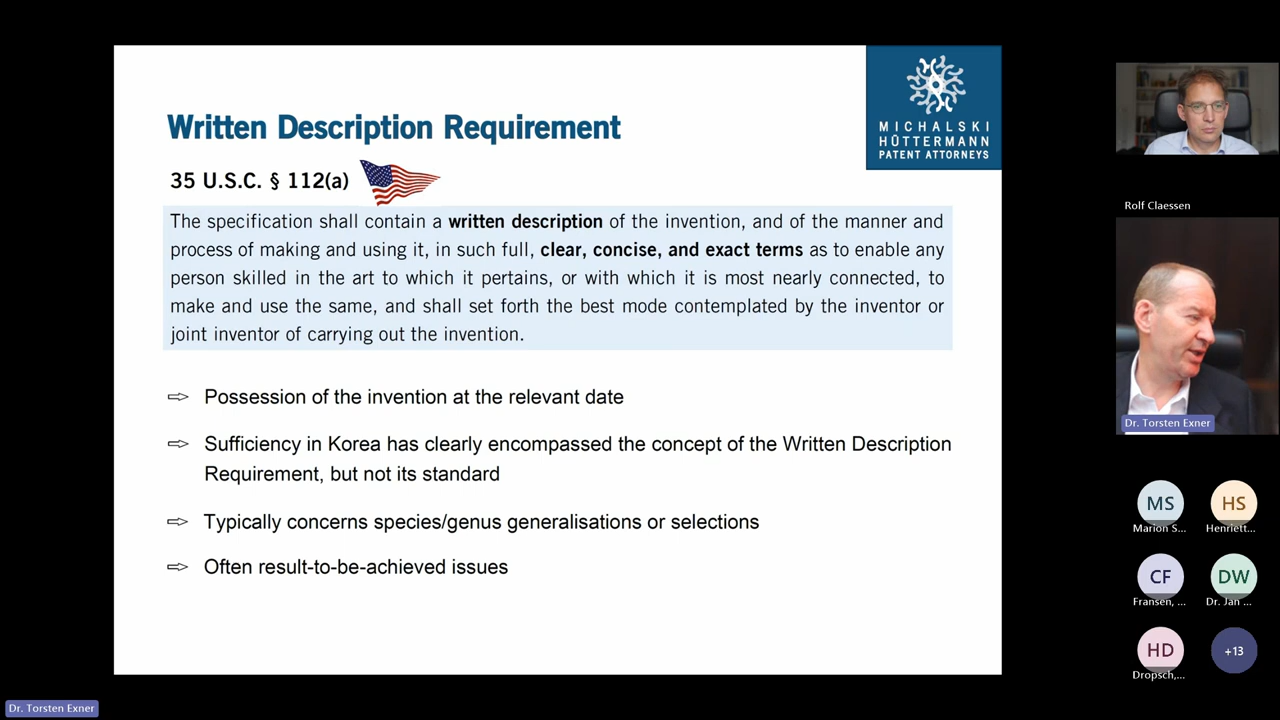 Written Description Requirement
MICHALSKI
HÜTTERMANN
PATENT ATTORNEYS
35 U.S.C. § 112(a)
The specification shall contain a written description of the invention, and of the manner and
process of making and using it, in such full, clear, concise, and exact terms as to enable any
person skilled in the art to which it pertains, or with which it is most nearly connected, to
make and use the same, and shall set forth the best mode contemplated by the inventor or
joint inventor of carrying out the invention.
⇨ Possession of the invention at the relevant date
⇨ Sufficiency in Korea has clearly encompassed the concept of the Written Description
Requirement, but not its standard
⇨ Typically concerns species/genus generalisations or selections
⇨ Often result-to-be-achieved issues
Rolf Claessen
Dr. Torsten Exner
MS
HS
Marion S...
Henriett...
CF
DW
Fransen, ...
Dr. Jan ...
HD
+13
Dropsch,...
Dr. Torsten Exner